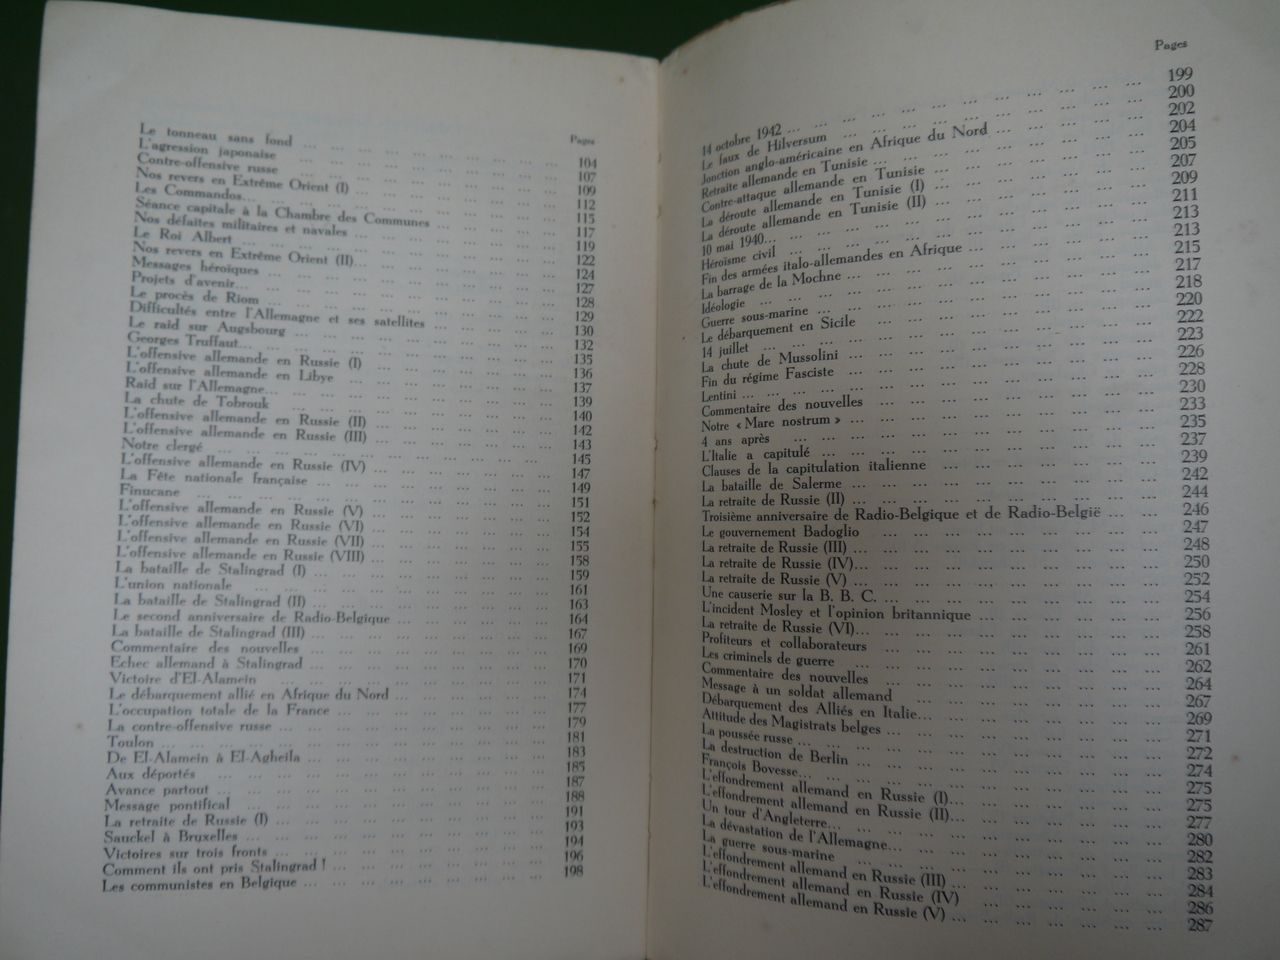 Pages
Le tonneau sans fond ... 104
L'agression japonaise ... 107
Contre-offensive russe ... 109
Nos revers en Extrême Orient (I) ... 112
Les Commandos... 115
Séance capitale à la Chambre des Communes ... 117
Nos défaites militaires et navales ... 119
Le Roi Albert ... 122
Nos revers en Extrême Orient (II)... 124
Messages héroïques ... 127
Projets d'avenir... 128
Le procès de Riom ... 129
Difficultés entre l'Allemagne et ses satellites ... 130
Le raid sur Augsbourg ... 132
Georges Truffaut... 135
L'offensive allemande en Russie (I) ... 136
L'offensive allemande en Libye ... 137
Raid sur l'Allemagne... 139
La chute de Tobrouk ... 140
L'offensive allemande en Russie (II) ... 142
L'offensive allemande en Russie (III) ... 143
Notre clergé ... 145
L'offensive allemande en Russie (IV) ... 147
La Fête nationale française ... 149
Finucane ... 151
L'offensive allemande en Russie (V) ... 152
L'offensive allemande en Russie (VI) ... 154
L'offensive allemande en Russie (VII) ... 155
L'offensive allemande en Russie (VIII) ... 158
La bataille de Stalingrad (I) ... 159
L'union nationale ... 161
La bataille de Stalingrad (II) ... 163
Le second anniversaire de Radio-Belgique ... 164
La bataille de Stalingrad (III) ... 167
Commentaire des nouvelles ... 169
Echec allemand à Stalingrad ... 170
Victoire d'El-Alamein ... 171
Le débarquement allié en Afrique du Nord ... 174
L'occupation totale de la France ... 177
La contre-offensive russe ... 179
Toulon ... 181
De El-Alamein à El-Agheila ... 183
Aux déportés ... 185
Avance partout ... 187
Message pontifical ... 188
La retraite de Russie (I) ... 191
Sauckel à Bruxelles ... 193
Victoires sur trois fronts ... 194
Comment ils ont pris Stalingrad ! ... 196
Les communistes en Belgique ... 198
Pages
14 octobre 1942 ... 199
Le faux de Hilversum ... 200
Jonction anglo-américaine en Afrique du Nord ... 202
Retraite allemande en Tunisie ... 204
Contre-attaque allemande en Tunisie ... 205
La déroute allemande en Tunisie (I) ... 207
La déroute allemande en Tunisie (II) ... 209
10 mai 1940... 211
Héroïsme civil ... 213
Fin des armées italo-allemandes en Afrique ... 213
La barrage de la Mochne ... 215
Idéologie ... 217
Guerre sous-marine ... 218
Le débarquement en Sicile ... 220
14 juillet ... 222
La chute de Mussolini ... 223
Fin du régime Fasciste ... 226
Lentini ... 228
Commentaire des nouvelles ... 230
Notre « Mare nostrum » ... 233
4 ans après ... 235
L'Italie a capitulé ... 237
Clauses de la capitulation italienne ... 239
La bataille de Salerne ... 242
La retraite de Russie (II) ... 244
Troisième anniversaire de Radio-Belgique et de Radio-België ... 246
Le gouvernement Badoglio ... 247
La retraite de Russie (III) ... 248
La retraite de Russie (IV)... 250
La retraite de Russie (V) ... 252
Une causerie sur la B. B. C. ... 254
L'incident Mosley et l'opinion britannique ... 256
La retraite de Russie (VI)... 258
Profiteurs et collaborateurs ... 261
Les criminels de guerre ... 262
Commentaire des nouvelles ... 264
Message à un soldat allemand ... 267
Débarquement des Alliés en Italie... 269
Attitude des Magistrats belges ... 271
La poussée russe ... 272
La destruction de Berlin ... 274
François Bovesse... 275
L'effondrement allemand en Russie (I)... 275
L'effondrement allemand en Russie (II)... 277
Un tour d'Angleterre... 280
La dévastation de l'Allemagne... 282
La guerre sous-marine ... 283
L'effondrement allemand en Russie (III) ... 284
L'effondrement allemand en Russie (IV) ... 286
L'effondrement allemand en Russie (V) ... 287